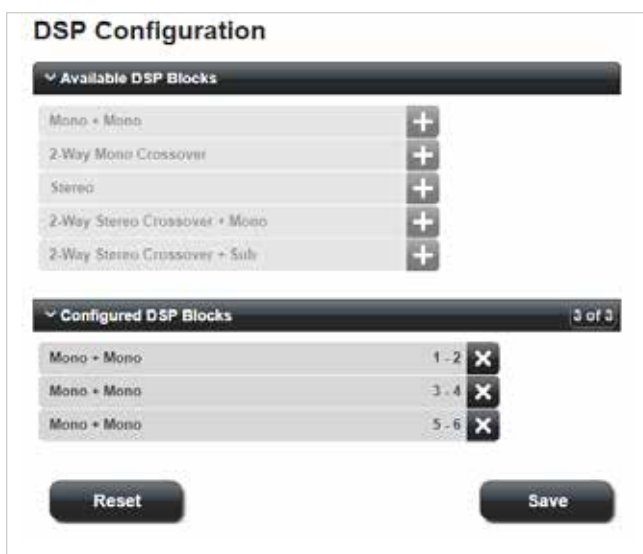 DSP Configuration
Available DSP Blocks
Mono + Mono
2-Way Mono Crossover
Stereo
2-Way Stereo Crossover + Mono
2-Way Stereo Crossover + Sub
Configured DSP Blocks 3 of 3
Mono + Mono 1 - 2
Mono + Mono 3 - 4
Mono + Mono 5 - 6
Reset Save